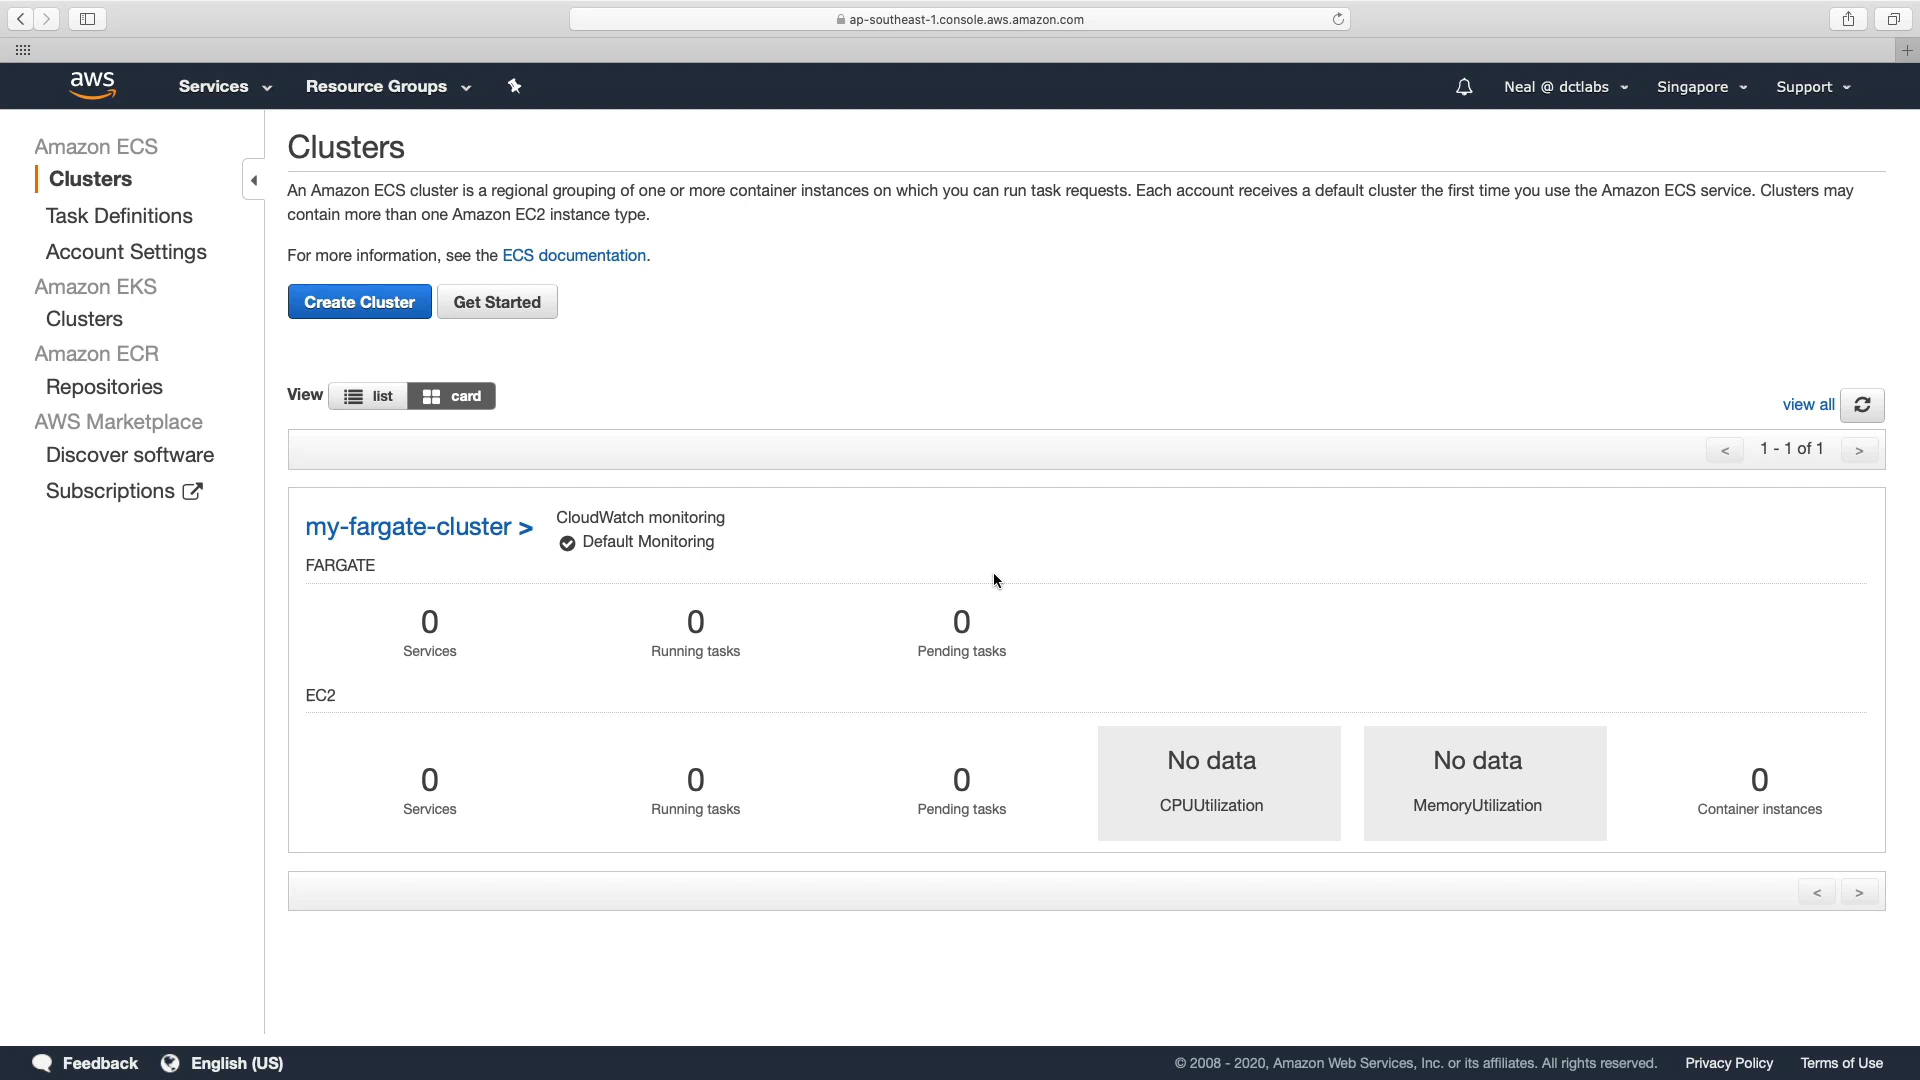 ap-southeast-1.console.aws.amazon.com
aws
Services
Resource Groups
Neal @ dctlabs
Singapore
Support
Amazon ECS
Clusters
Task Definitions
Account Settings
Amazon EKS
Clusters
Amazon ECR
Repositories
AWS Marketplace
Discover software
Subscriptions
Clusters
An Amazon ECS cluster is a regional grouping of one or more container instances on which you can run task requests. Each account receives a default cluster the first time you use the Amazon ECS service. Clusters may
contain more than one Amazon EC2 instance type.
For more information, see the ECS documentation.
Create Cluster
Get Started
View
list
card
view all
< 1 - 1 of 1 >
my-fargate-cluster >
CloudWatch monitoring
Default Monitoring
FARGATE
0 0 0
Services Running tasks Pending tasks
EC2
No data No data
0 0 0 0
CPUUtilization MemoryUtilization
Services Running tasks Pending tasks Container instances
< >
Feedback
English (US)
© 2008 - 2020, Amazon Web Services, Inc. or its affiliates. All rights reserved.
Privacy Policy
Terms of Use